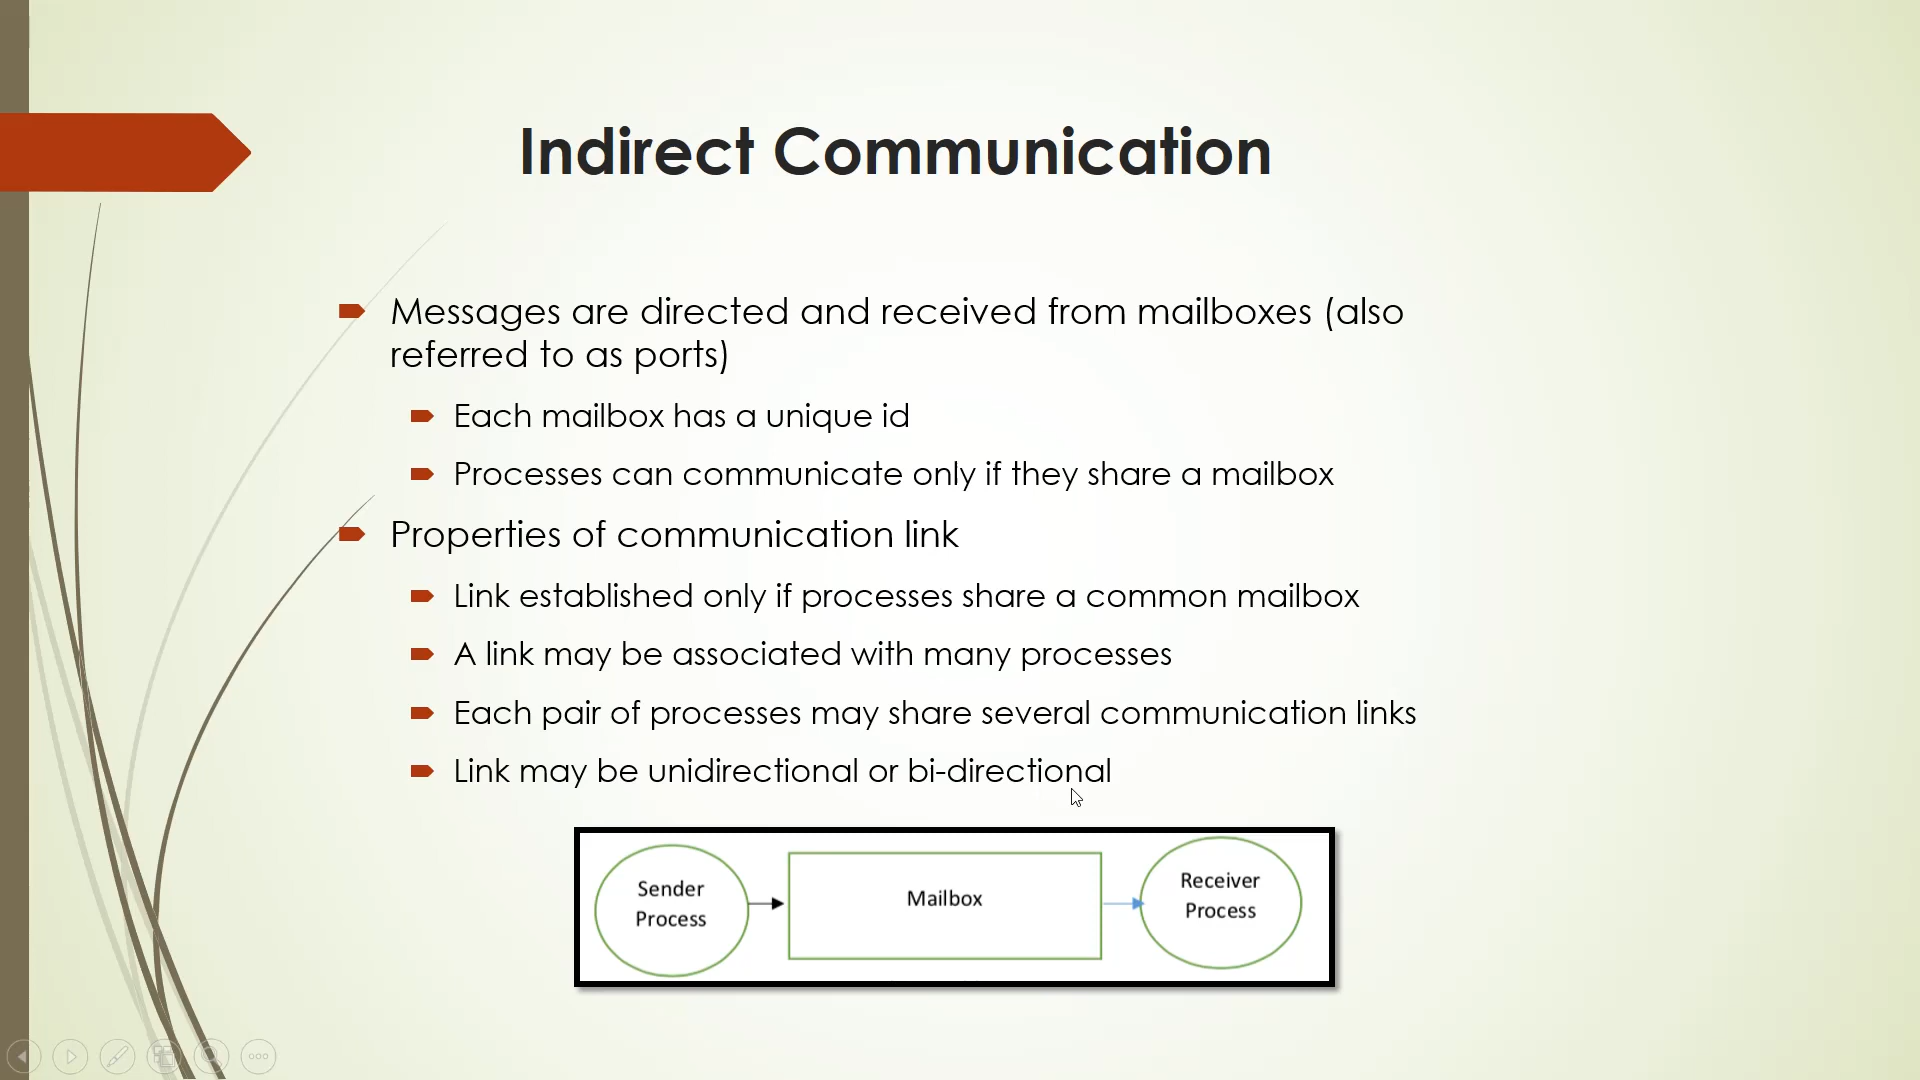 Indirect Communication
Messages are directed and received from mailboxes (also
referred to as ports)
Each mailbox has a unique id
Processes can communicate only if they share a mailbox
Properties of communication link
Link established only if processes share a common mailbox
A link may be associated with many processes
Each pair of processes may share several communication links
Link may be unidirectional or bi-directional
Sender
Process
Mailbox
Receiver
Process